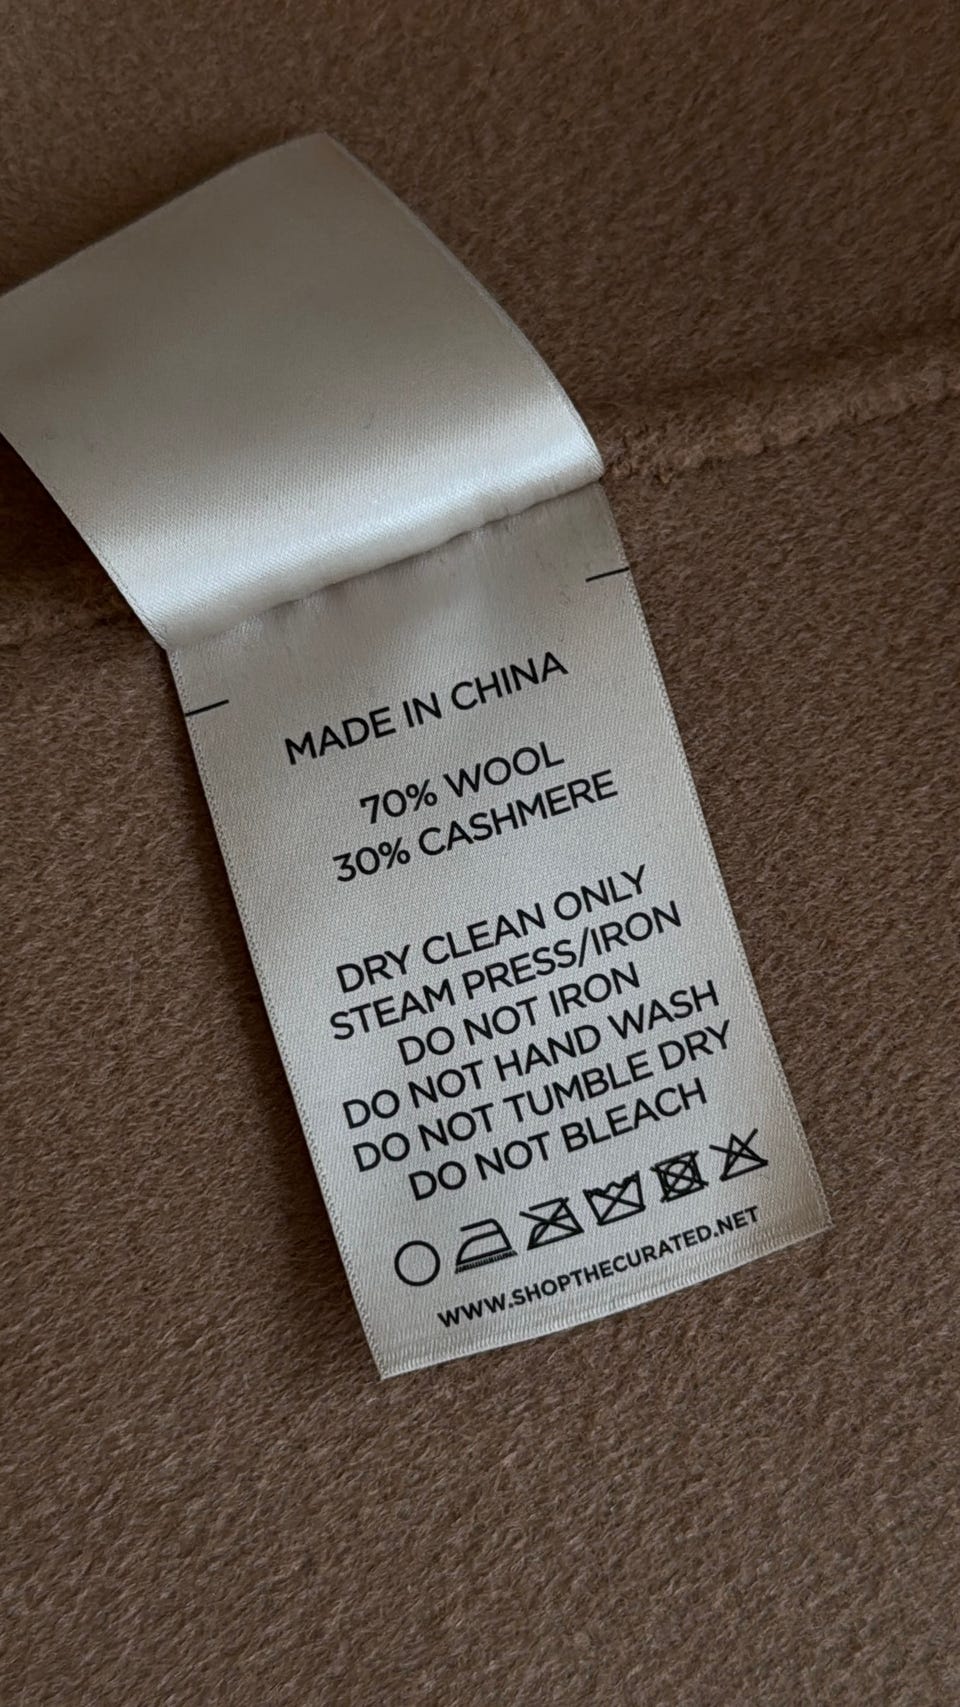 MADE IN CHINA
70% WOOL
30% CASHMERE
DRY CLEAN ONLY
STEAM PRESS/IRON
DO NOT IRON
DO NOT HAND WASH
DO NOT TUMBLE DRY
DO NOT BLEACH
WWW.SHOPTHECURATED.NET